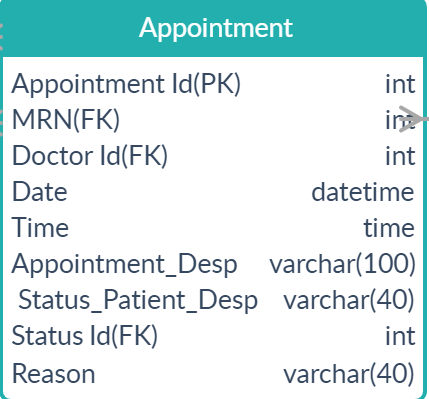 Appointment
Appointment Id(PK) int
MRN(FK) int
Doctor Id(FK) int
Date datetime
Time time
Appointment_Desp varchar(100)
Status_Patient_Desp varchar(40)
Status Id(FK) int
Reason varchar(40)